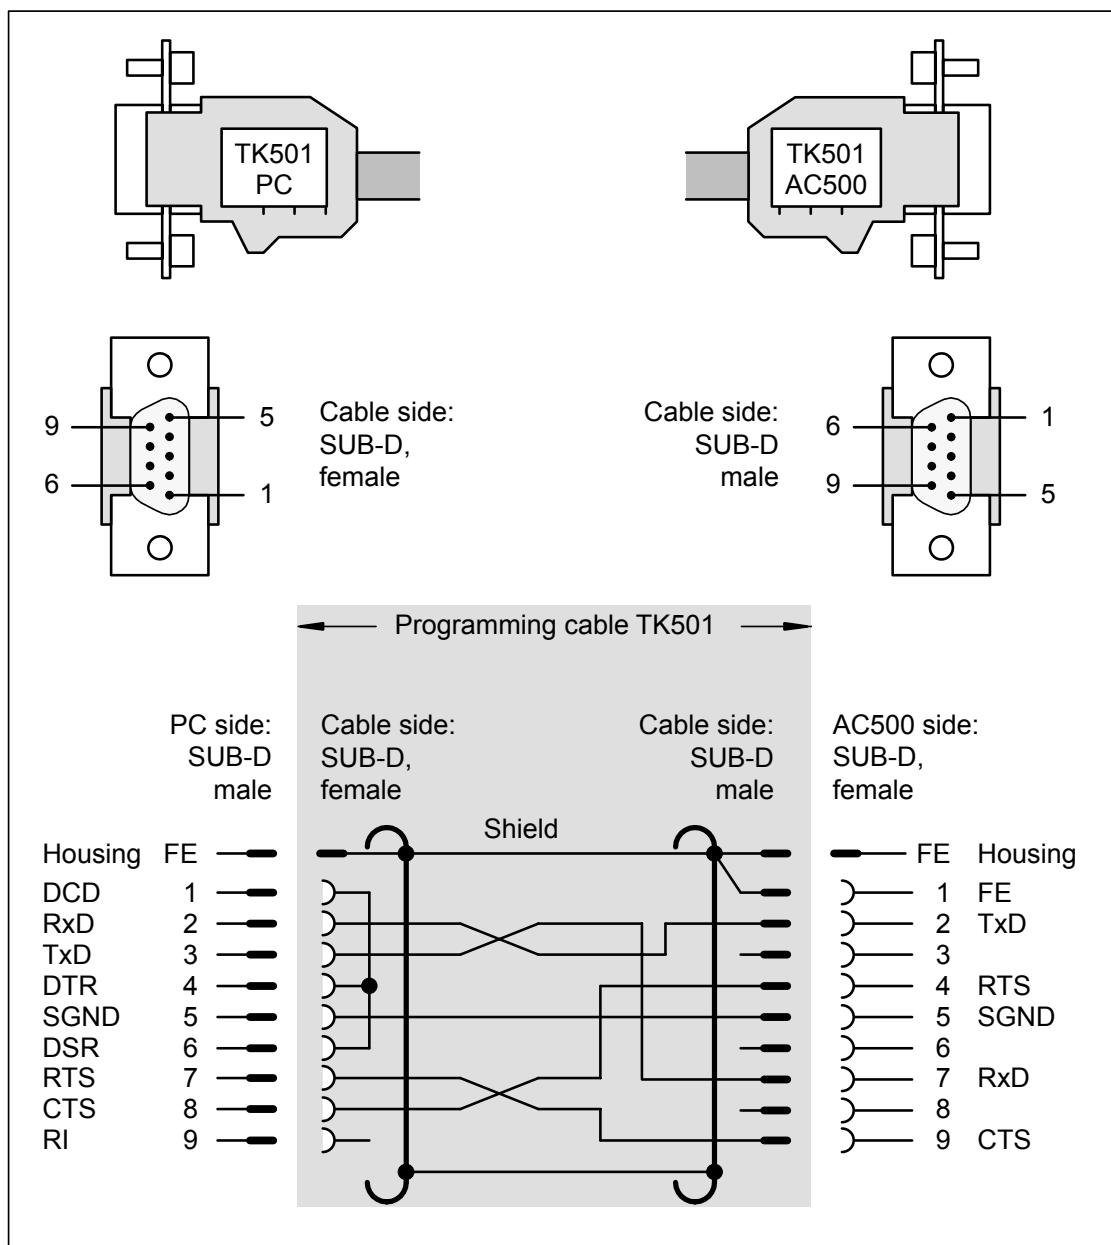 TK501
PC
TK501
AC500
9
5
6
1
Cable side:
SUB-D,
female
Cable side:
SUB-D
male
6
1
9
5
Programming cable TK501
PC side:
SUB-D
male
Cable side:
SUB-D,
female
Cable side:
SUB-D
male
AC500 side:
SUB-D,
female
Shield
Housing FE
FE Housing
DCD 1
1 FE
RxD 2
2 TxD
TxD 3
3
DTR 4
4 RTS
SGND 5
5 SGND
DSR 6
6
RTS 7
7 RxD
CTS 8
8
RI 9
9 CTS